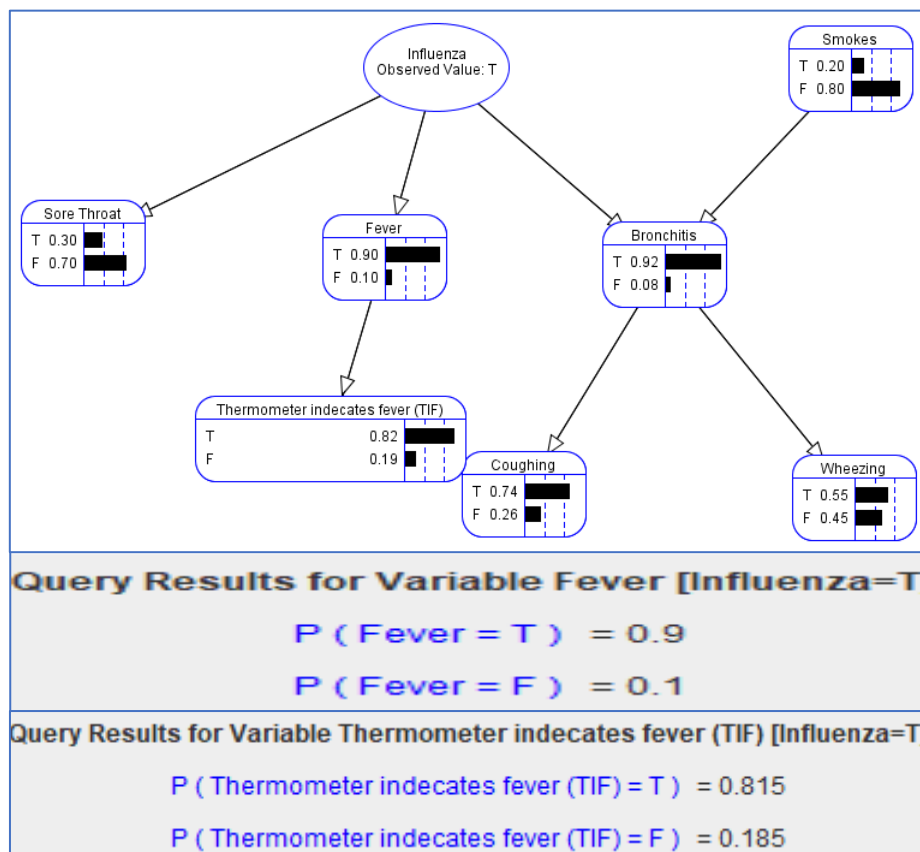 Influenza
Observed Value: T
Smokes
T 0.20
F 0.80
Sore Throat
T 0.30
F 0.70
Fever
T 0.90
F 0.10
Bronchitis
T 0.92
F 0.08
Thermometer indecates fever (TIF)
T 0.82
F 0.19
Coughing
T 0.74
F 0.26
Wheezing
T 0.55
F 0.45
Query Results for Variable Fever [Influenza=T
P ( Fever = T ) = 0.9
P ( Fever = F ) = 0.1
Query Results for Variable Thermometer indecates fever (TIF) [Influenza=T
P ( Thermometer indecates fever (TIF) = T ) = 0.815
P ( Thermometer indecates fever (TIF) = F ) = 0.185